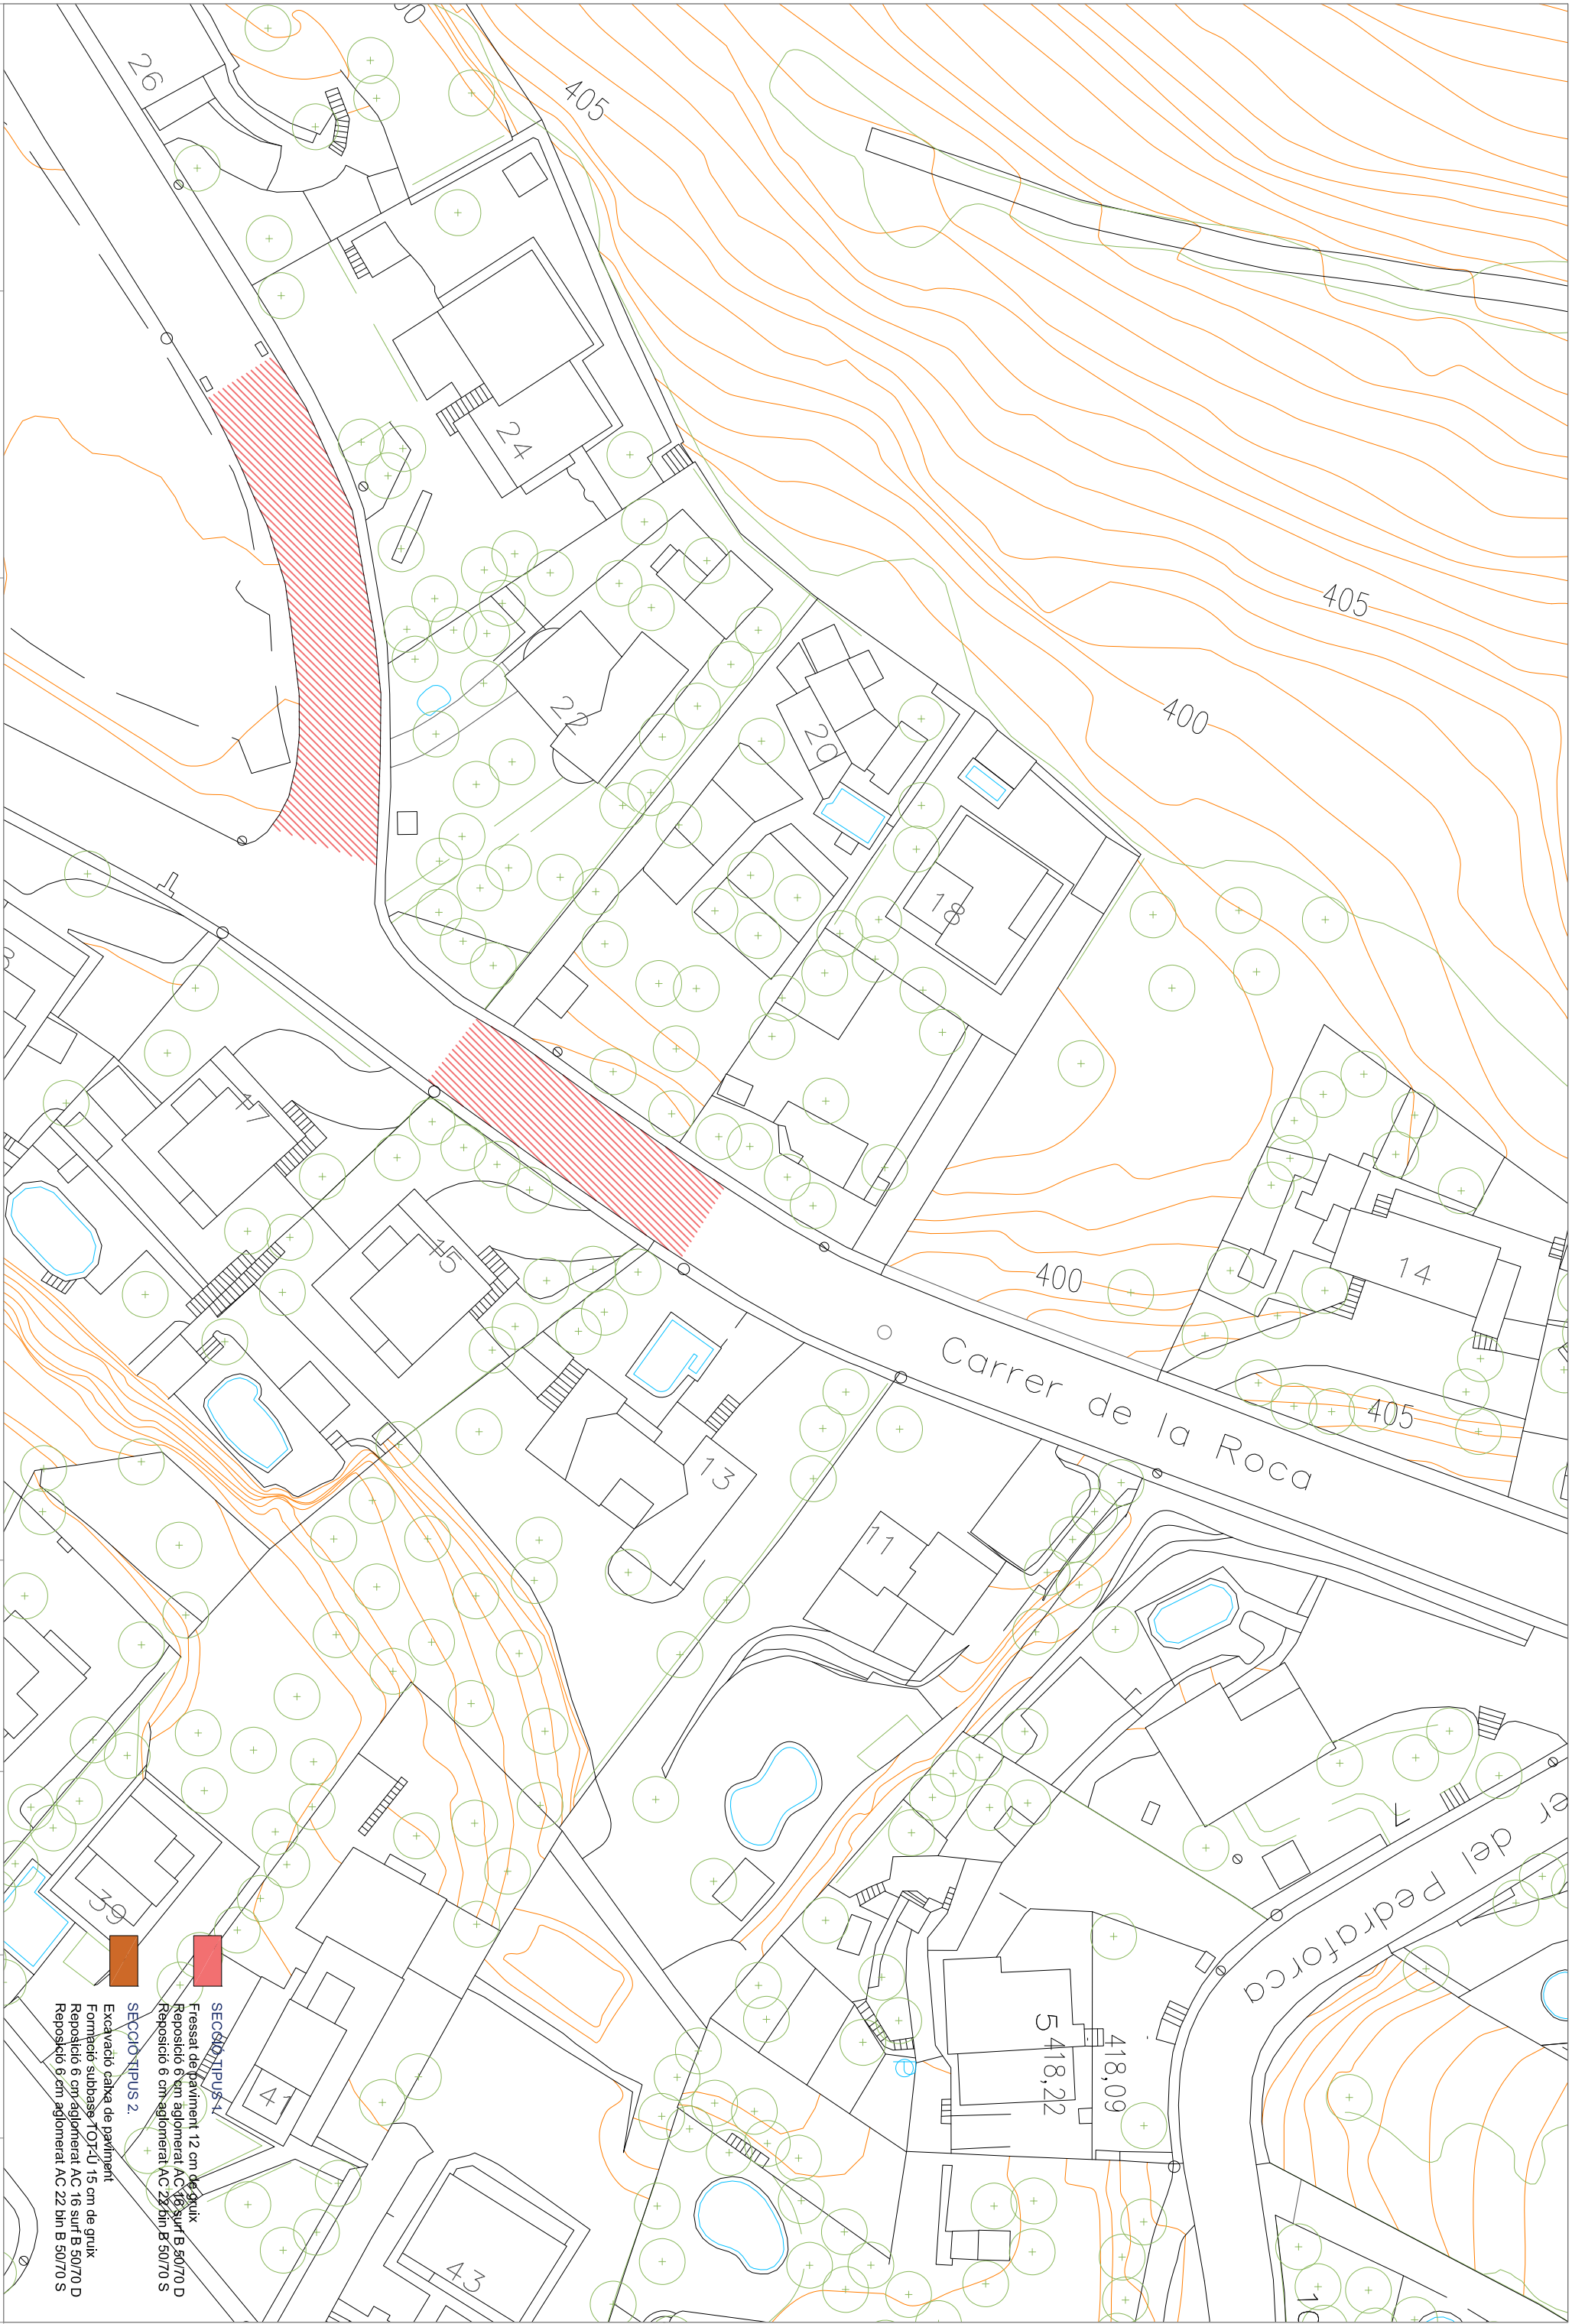 26
405
24
405
22
400
20
18
17
15
400
14
405
Carrer de la Roca
13
11
7
er del Pedraforca
39
41
43
5
418,22
418,09
SECCIÓ TIPUS 1.
Fressat de paviment 12 cm de gruix
Reposició 6 cm aglomerat AC 16 surf B 50/70 D
Reposició 6 cm aglomerat AC 22 bin B 50/70 S
SECCIÓ TIPUS 2.
Excavació caixa de paviment
Formació subbase TOT-U 15 cm de gruix
Reposició 6 cm aglomerat AC 16 surf B 50/70 D
Reposició 6 cm aglomerat AC 22 bin B 50/70 S